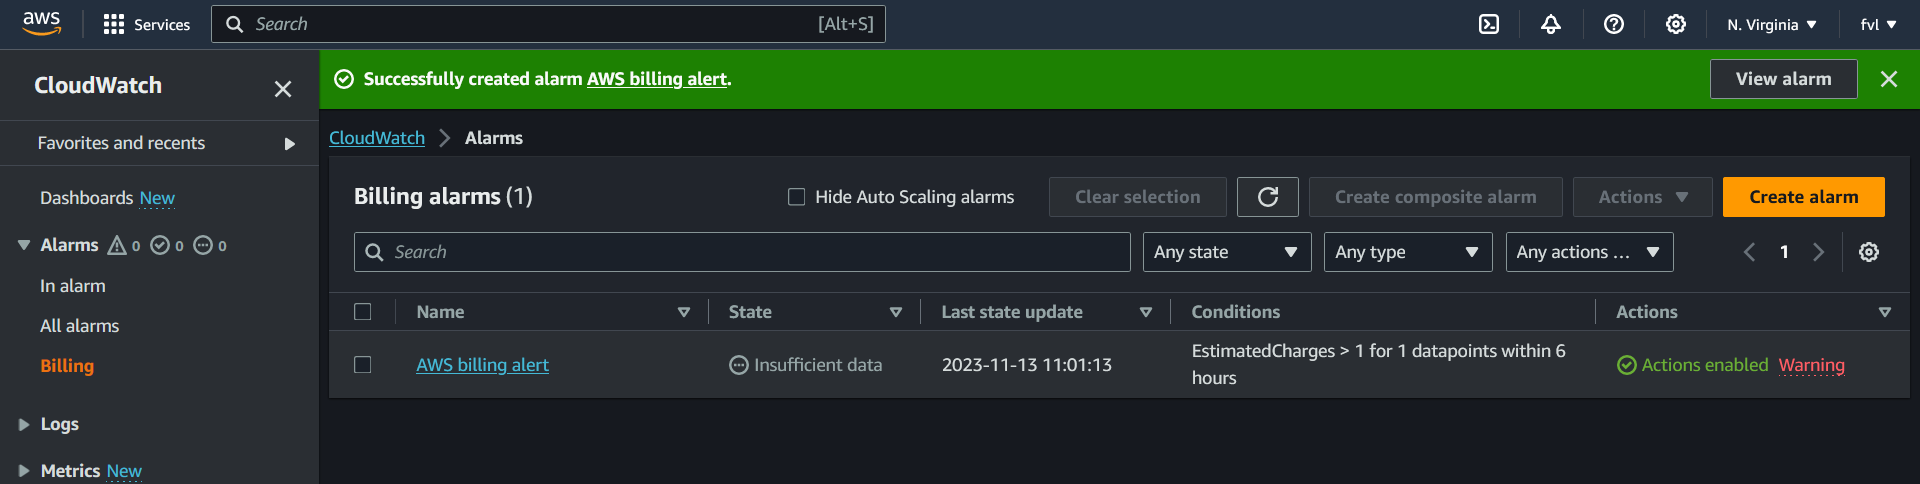 aws
Services
Search [Alt+S]
N. Virginia
fvl
CloudWatch
Favorites and recents
Dashboards New
Alarms 0 0 0
In alarm
All alarms
Billing
Logs
Metrics New
Successfully created alarm AWS billing alert.
View alarm
CloudWatch Alarms
Billing alarms (1)
Hide Auto Scaling alarms
Clear selection
Create composite alarm
Actions
Create alarm
Search
Any state
Any type
Any actions ...
1
Name State Last state update Conditions Actions
AWS billing alert Insufficient data 2023-11-13 11:01:13 EstimatedCharges > 1 for 1 datapoints within 6
hours
Actions enabled Warning